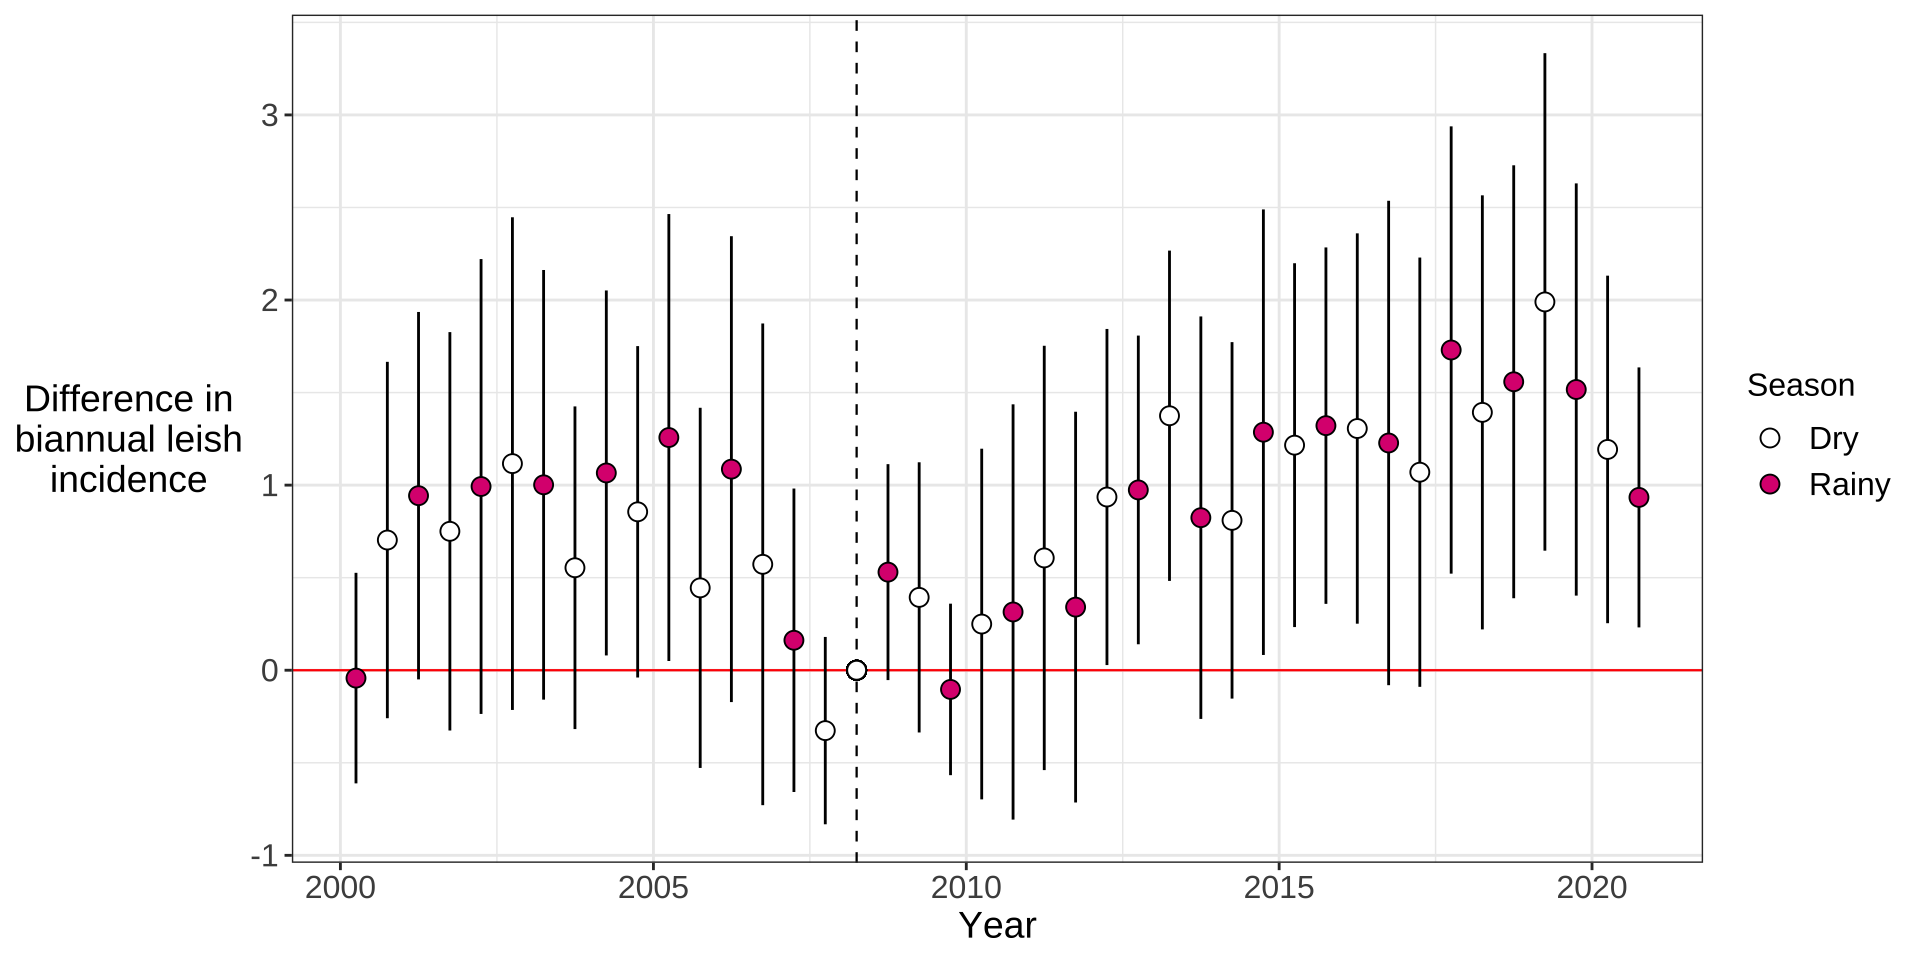 3
2
1
0
-1
Difference in
biannual leish
incidence
2000 2005 2010 2015 2020
Year
Season
Dry
Rainy